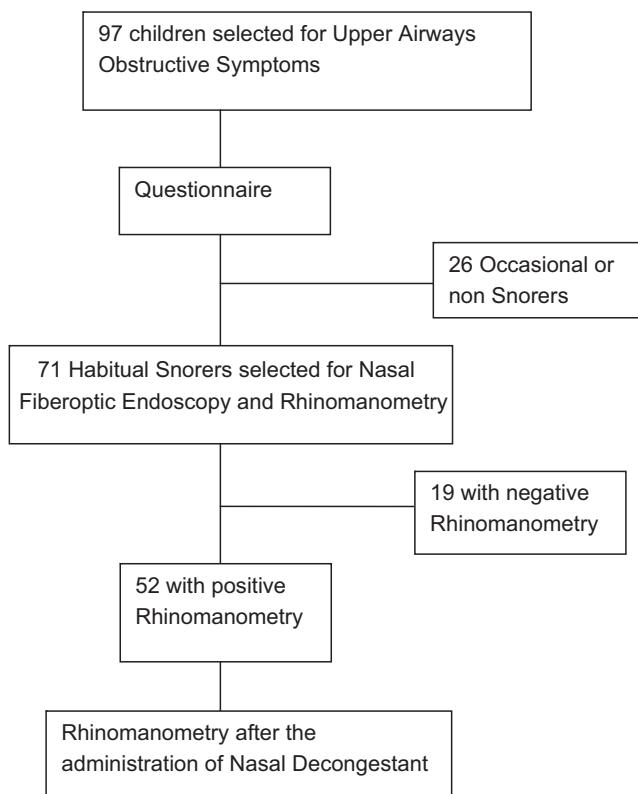 97 children selected for Upper Airways
Obstructive Symptoms
Questionnaire
26 Occasional or
non Snorers
71 Habitual Snorers selected for Nasal
Fiberoptic Endoscopy and Rhinomanometry
19 with negative
Rhinomanometry
52 with positive
Rhinomanometry
Rhinomanometry after the
administration of Nasal Decongestant